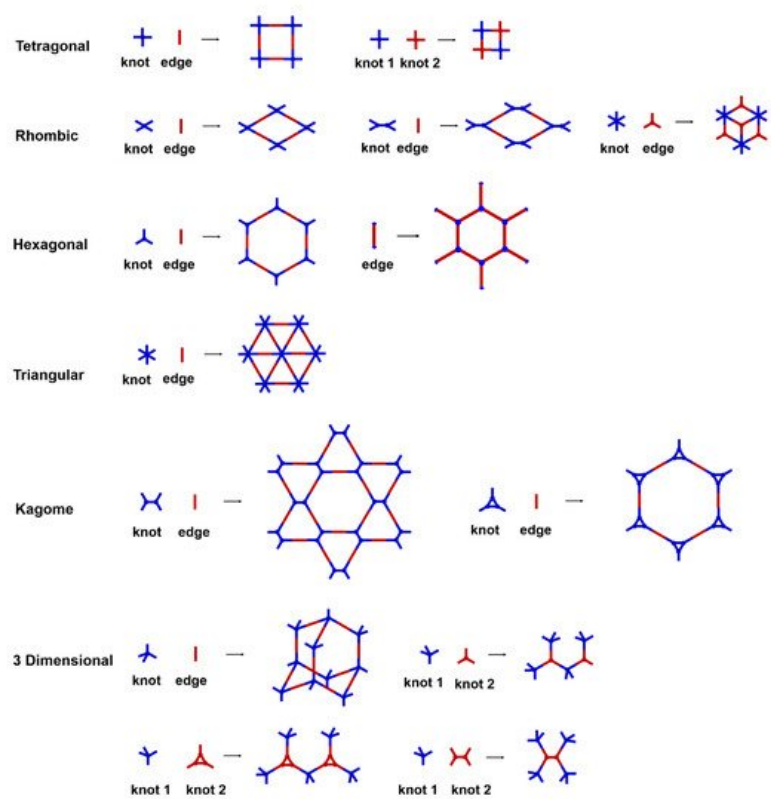 Tetragonal
knot edge
knot 1 knot 2
Rhombic
knot edge
knot edge
knot edge
Hexagonal
knot edge
edge
Triangular
knot edge
Kagome
knot edge
knot edge
3 Dimensional
knot edge
knot 1 knot 2
knot 1 knot 2
knot 1 knot 2